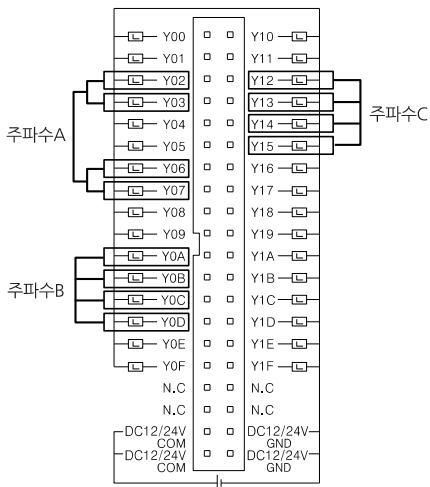 Y00 Y10
Y01 Y11
Y02 Y12
Y03 Y13
주파수A
주파수C
Y04 Y14
Y05 Y15
Y06 Y16
Y07 Y17
Y08 Y18
Y09 Y19
Y0A Y1A
Y0B Y1B
주파수B
Y0C Y1C
Y0D Y1D
Y0E Y1E
Y0F Y1F
N.C N.C
N.C N.C
DC12/24V DC12/24V
COM GND
DC12/24V DC12/24V
COM GND